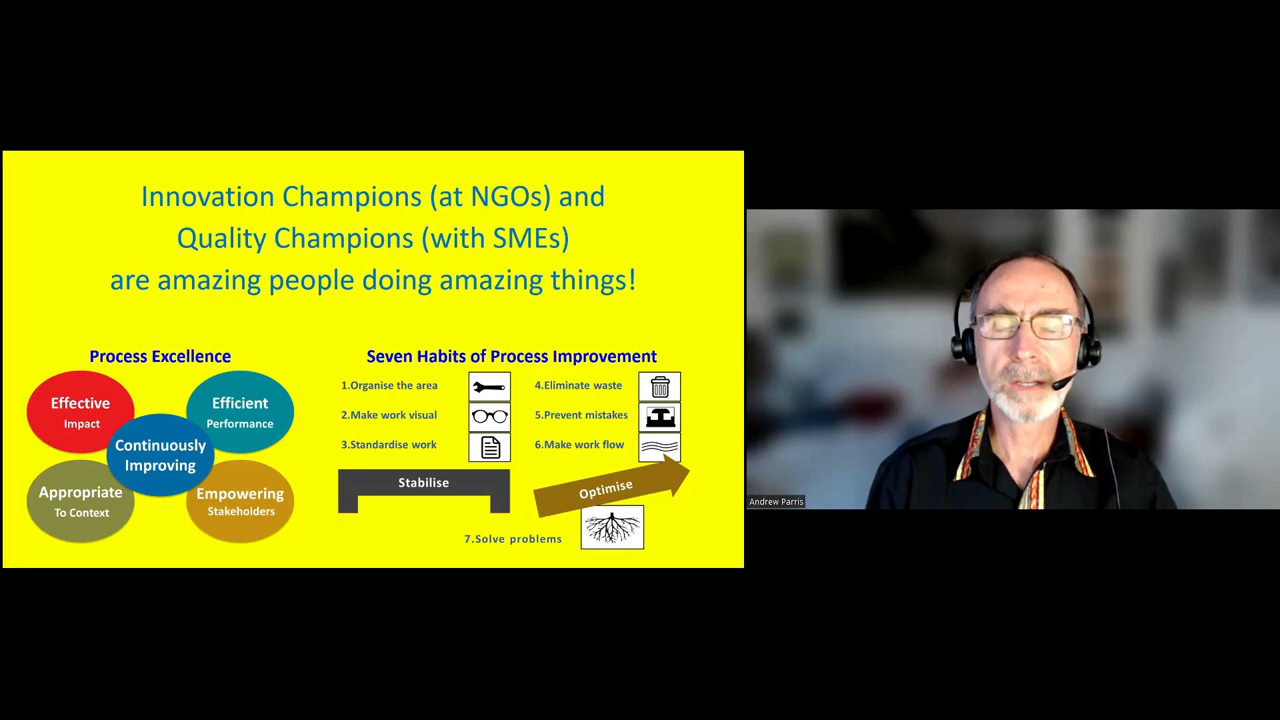 Innovation Champions (at NGOs) and
Quality Champions (with SMEs)
are amazing people doing amazing things!
Process Excellence
Effective
Impact
Efficient
Performance
Continuously
Improving
Appropriate
To Context
Empowering
Stakeholders
Seven Habits of Process Improvement
1.Organise the area
2.Make work visual
3.Standardise work
Stabilise
4.Eliminate waste
5.Prevent mistakes
6.Make work flow
Optimise
7.Solve problems
Andrew Parris